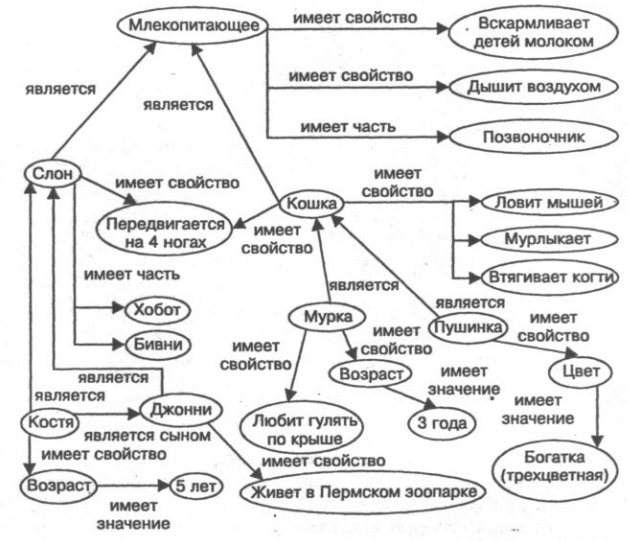 Млекопитающее
имеет свойство
Вскармливает
детей молоком
имеет свойство
Дышит воздухом
является
является
имеет часть
Позвоночник
Слон
имеет свойство
Кошка
имеет
свойство
Ловит мышей
Передвигается
на 4 ногах
имеет
свойство
Мурлыкает
имеет часть
Втягивает когти
Хобот
является
является
Мурка
Пушинка
имеет
свойство
Бивни
имеет
свойство
имеет
свойство
является
Возраст
имеет
значение
Цвет
является
имеет
значение
Костя
Джонни
Любит гулять
по крыше
3 года
является сыном
имеет свойство
имеет свойство
Богатка
(трехцветная)
Возраст
5 лет
Живет в Пермском зоопарке
имеет
значение